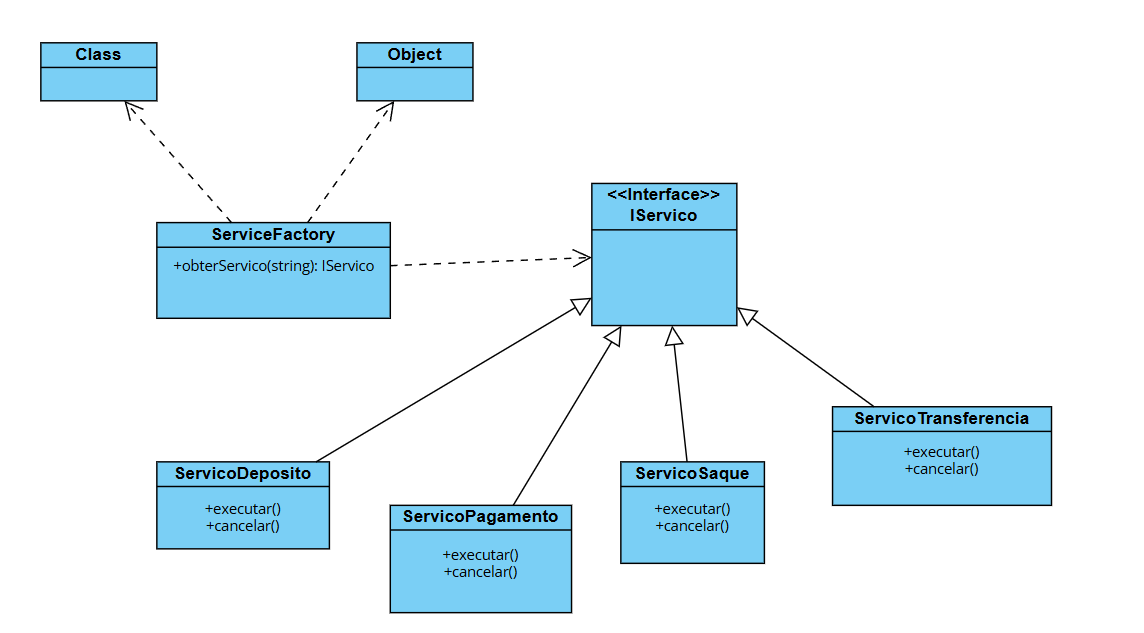 Class
Object
<<Interface>>
IServico
ServiceFactory
+obterServico(string): IServico
ServicoTransferencia
+executar()
+cancelar()
ServicoDeposito
+executar()
+cancelar()
ServicoSaque
+executar()
+cancelar()
ServicoPagamento
+executar()
+cancelar()